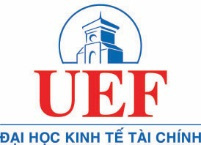 UEF
ĐẠI HỌC KINH TẾ TÀI CHÍNH